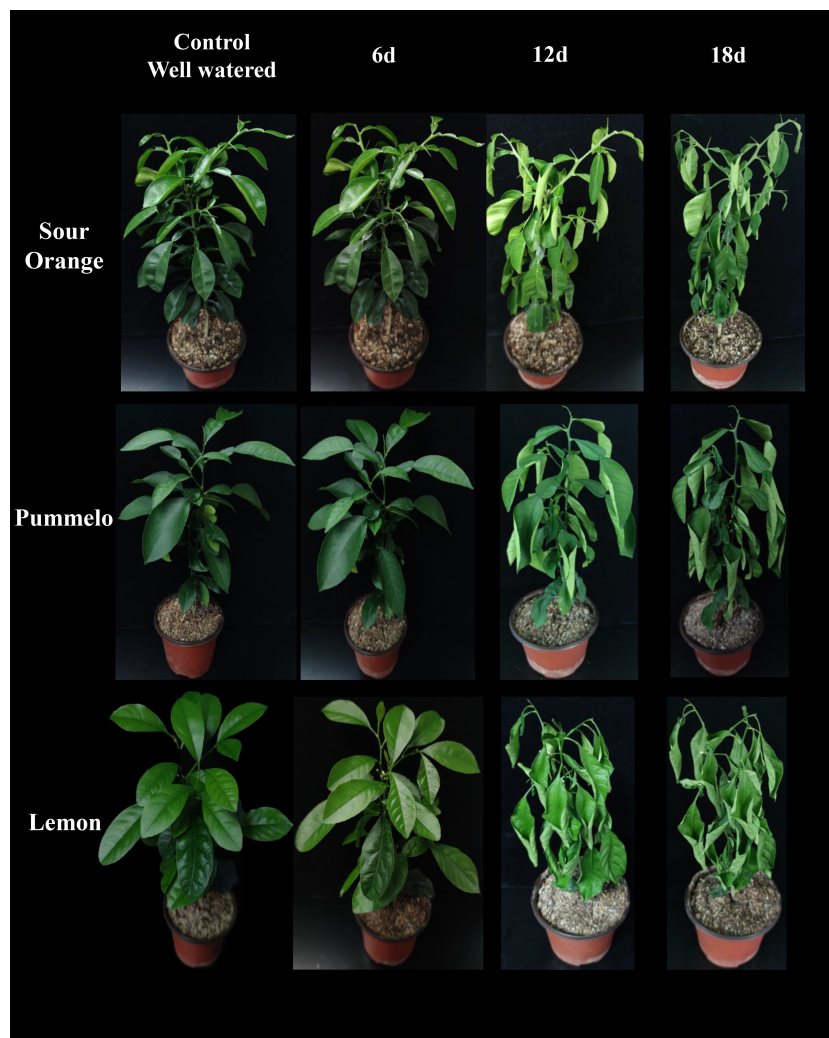 Control
Well watered
6d
12d
18d
Sour
Orange
Pummelo
Lemon